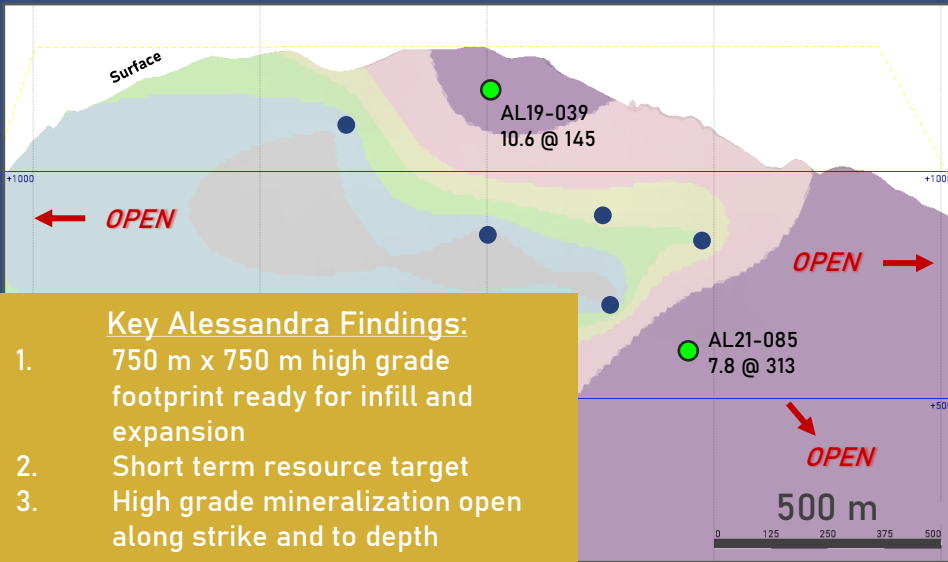 Surface
AL19-039
10.6 @ 145
+1000
+100
OPEN
OPEN
Key Alessandra Findings:
1. 750 m x 750 m high grade
footprint ready for infill and
expansion
2. Short term resource target
3. High grade mineralization open
along strike and to depth
AL21-085
7.8 @ 313
+500
OPEN
500 m
0 125 250 375 500